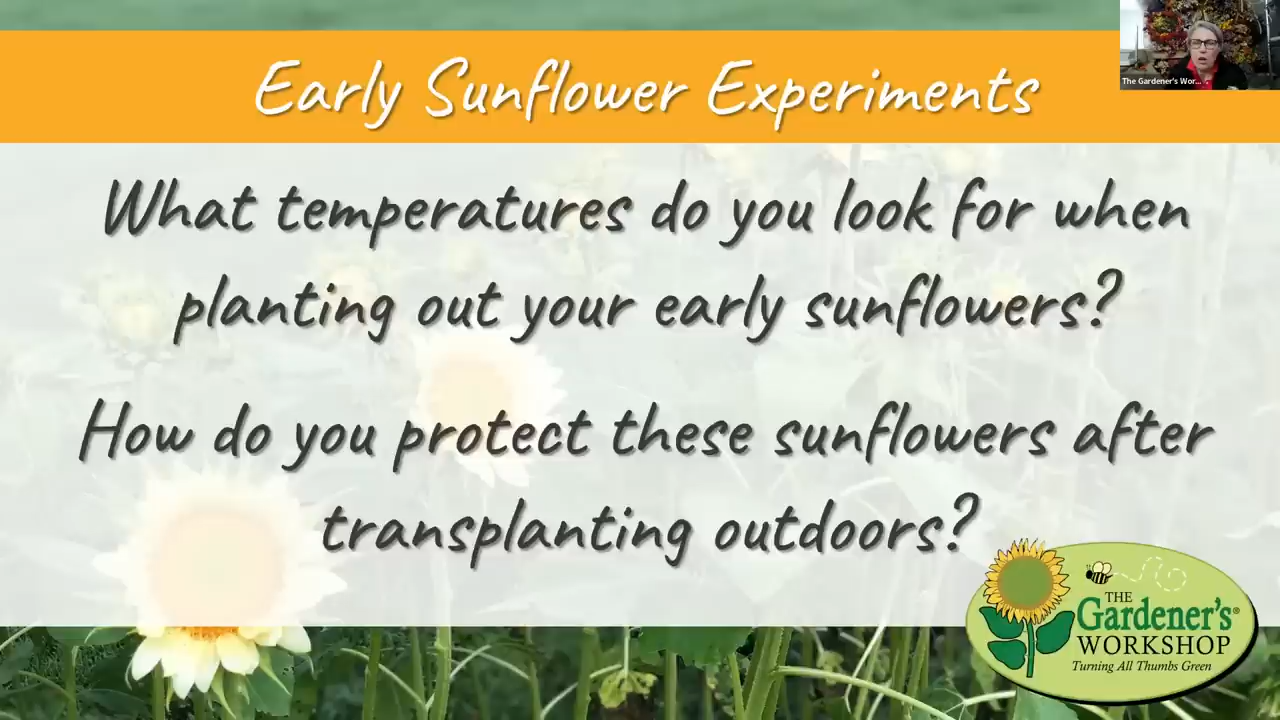 Early Sunflower Experiments
The Gardener's Wor...
What temperatures do you look for when
planting out your early sunflowers?
How do you protect these sunflowers after
transplanting outdoors?
THE
Gardener's®
WORKSHOP
Turning All Thumbs Green